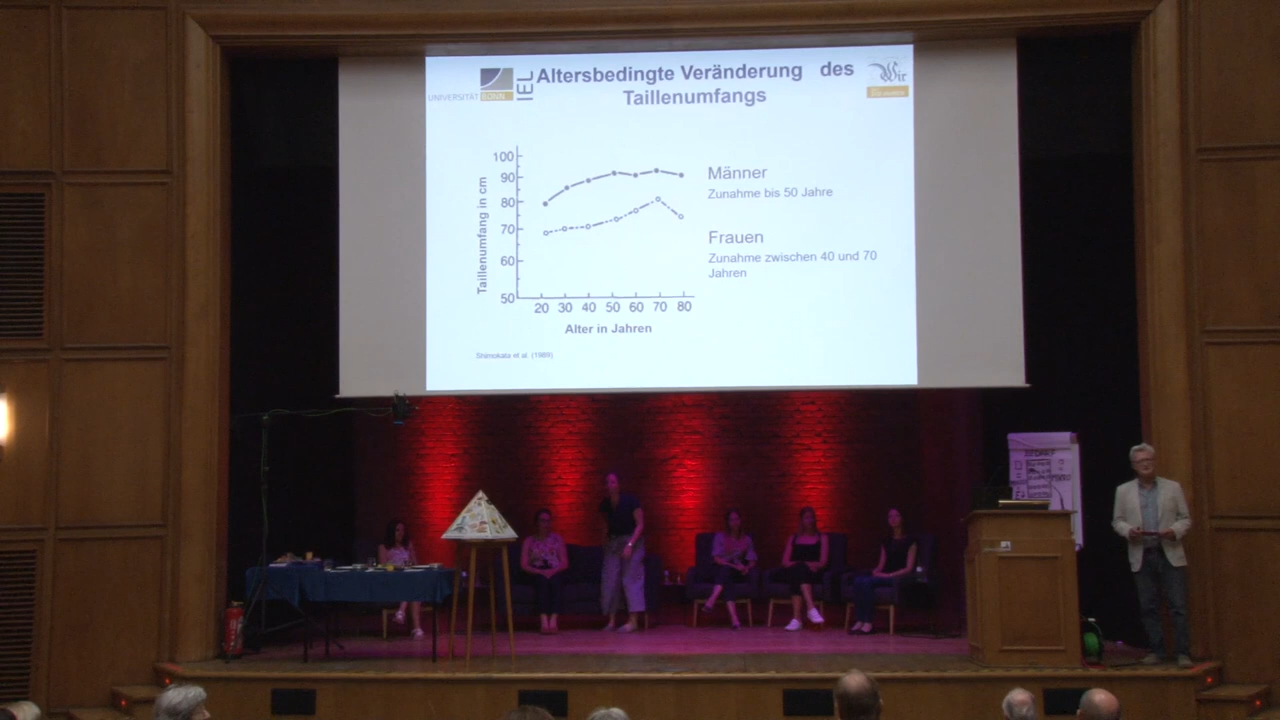 UNIVERSITÄT BONN
IEL
Altersbedingte Veränderung des
Taillenumfangs
Wir
Taillenumfang in cm
100
90
80
70
60
50
20 30 40 50 60 70 80
Alter in Jahren
Männer
Zunahme bis 50 Jahre
Frauen
Zunahme zwischen 40 und 70
Jahren
Shimokata et al. (1989)
BEDARF